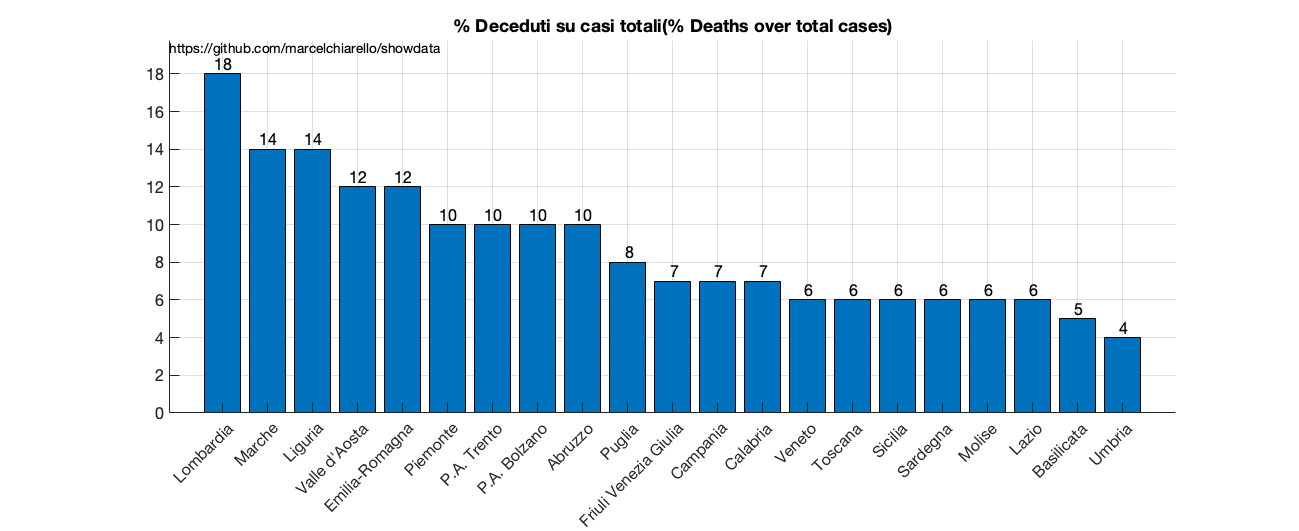 % Deceduti su casi totali(% Deaths over total cases)
https://github.com/marcelchiarello/showdata
18
16
14
12
10
8
6
4
2
0
18
14
14
12
12
10
10
10
10
8
7
7
7
6
6
6
6
6
6
5
4
Lombardia
Marche
Liguria
Valle d'Aosta
Emilia-Romagna
Piemonte
P.A. Trento
P.A. Bolzano
Abruzzo
Puglia
Friuli Venezia Giulia
Campania
Calabria
Veneto
Toscana
Sicilia
Sardegna
Molise
Lazio
Basilicata
Umbria